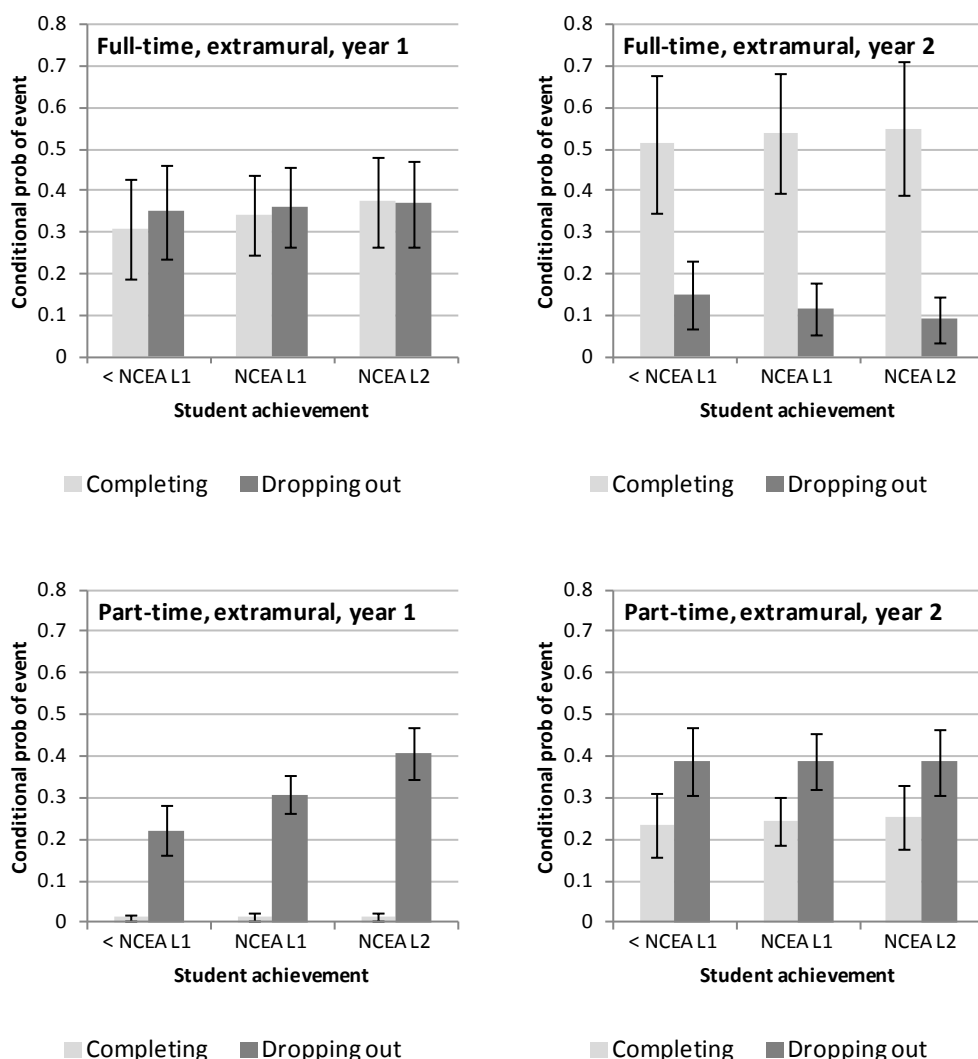 Full-time, extramural, year 1
Conditional prob of event
0.8
0.7
0.6
0.5
0.4
0.3
0.2
0.1
0
< NCEA L1 NCEA L1 NCEA L2
Student achievement
Completing Dropping out
Full-time, extramural, year 2
Conditional prob of event
0.8
0.7
0.6
0.5
0.4
0.3
0.2
0.1
0
< NCEA L1 NCEA L1 NCEA L2
Student achievement
Completing Dropping out
Part-time, extramural, year 1
Conditional prob of event
0.8
0.7
0.6
0.5
0.4
0.3
0.2
0.1
0
< NCEA L1 NCEA L1 NCEA L2
Student achievement
Completing Dropping out
Part-time, extramural, year 2
Conditional prob of event
0.8
0.7
0.6
0.5
0.4
0.3
0.2
0.1
0
< NCEA L1 NCEA L1 NCEA L2
Student achievement
Completing Dropping out